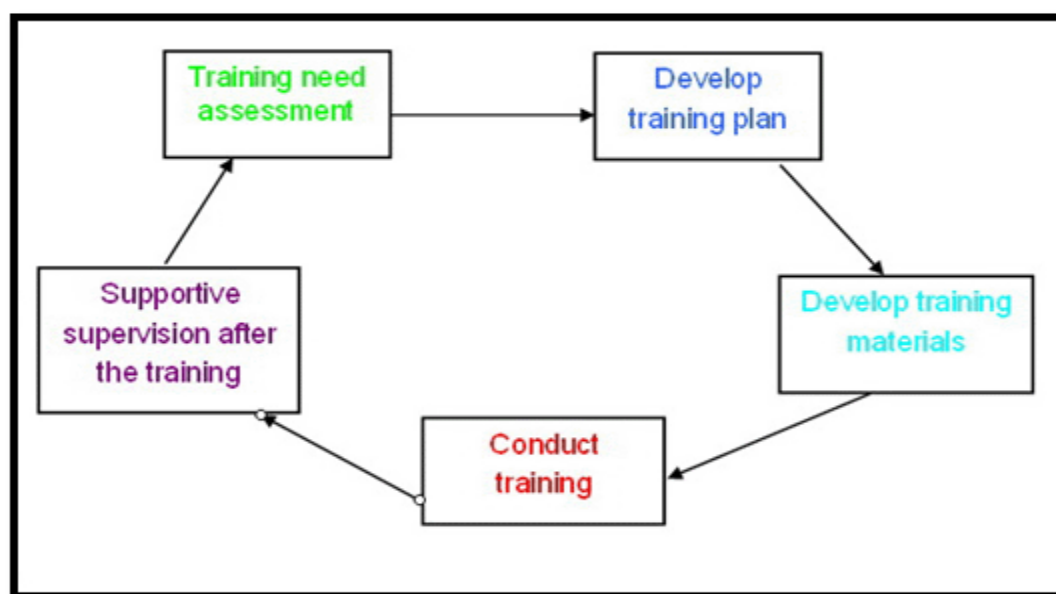 Training need
assessment
Develop
training plan
Develop training
materials
Conduct
training
Supportive
supervision after
the training